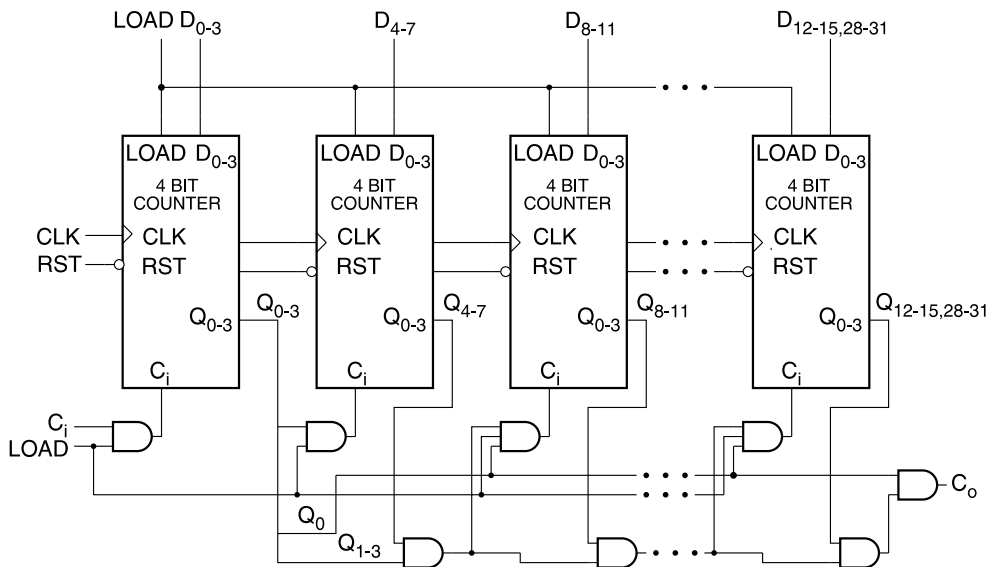 LOAD D0-3 D4-7 D8-11 D12-15,28-31
LOAD D0-3 LOAD D0-3 LOAD D0-3 LOAD D0-3
4 BIT COUNTER 4 BIT COUNTER 4 BIT COUNTER 4 BIT COUNTER
CLK CLK CLK CLK CLK
RST RST RST RST RST
Q0-3 Q4-7 Q8-11 Q12-15,28-31
Q0-3 Q0-3 Q0-3 Q0-3
Ci Ci Ci Ci
Ci
LOAD
Co
Q0
Q1-3